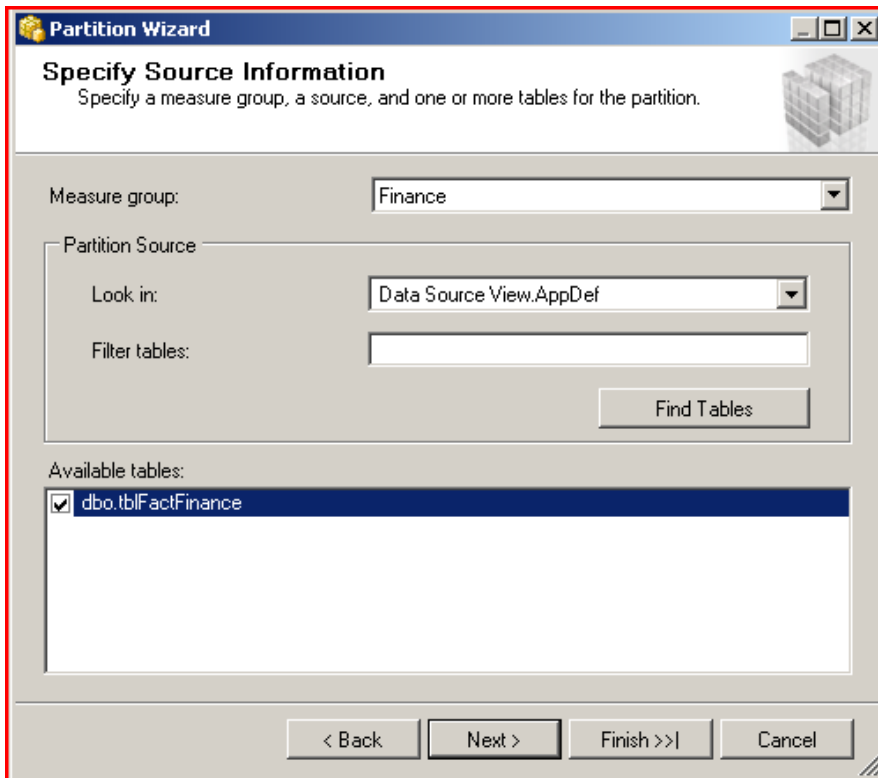 Partition Wizard
Specify Source Information
Specify a measure group, a source, and one or more tables for the partition.
Measure group:
Finance
Partition Source
Look in:
Data Source View.AppDef
Filter tables:
Find Tables
Available tables:
dbo.tblFactFinance
< Back
Next >
Finish >>|
Cancel